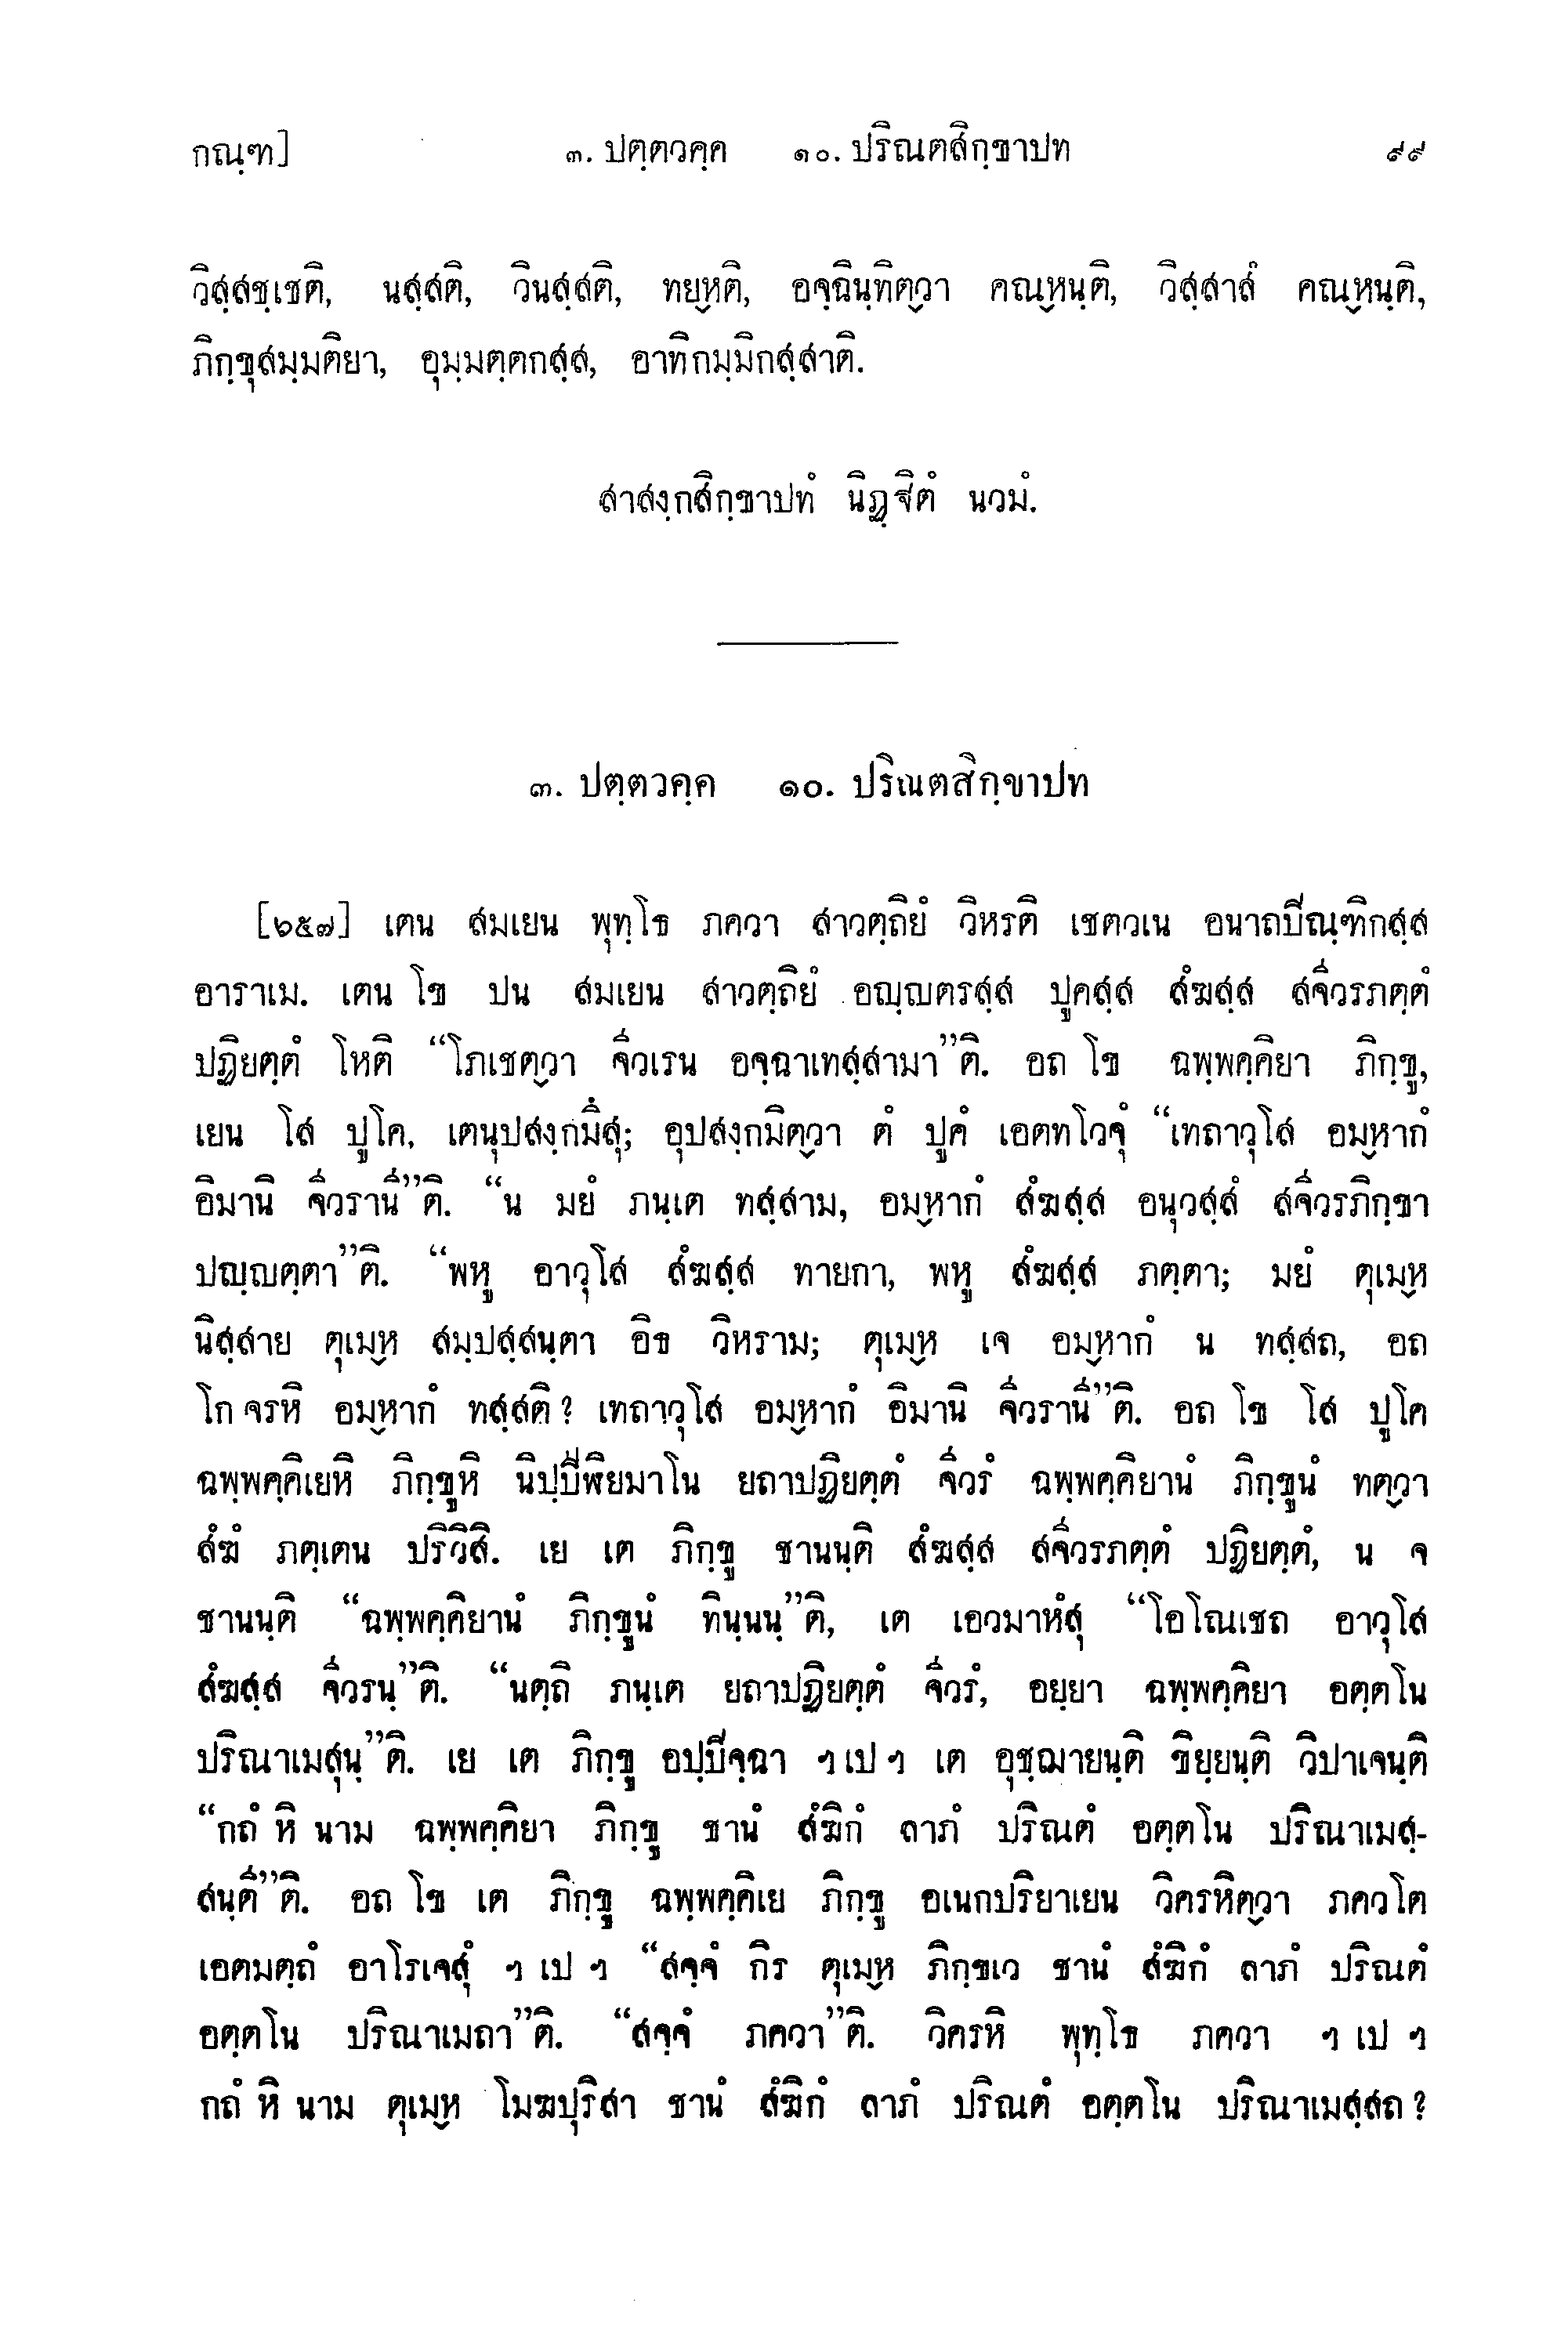 กณฺฑ] ๓. ปตฺตวคฺค ๑๐. ปริณตสิกฺขาปท ๙๙
วิสฺสชฺเชติ, นสฺสติ, วินสฺสติ, ทยฺหติ, อจฺฉินฺทิตฺวา คณฺหนฺติ, วิสฺสาสํ คณฺหนฺติ,
ภิกฺขุสมฺมติยา, อุมฺมตฺตกสฺส, อาทิกมฺมิกสฺสาติ.
สาสงฺกสิกฺขาปทํ นิฏฺฐิตํ นวมํ.
๓. ปตฺตวคฺค ๑๐. ปริณตสิกฺขาปท
[๖๕๗] เตน สมเยน พุทฺโธ ภควา สาวตฺถิยํ วิหรติ เชตวเน อนาถปิณฺฑิกสฺส
อาราเม. เตน โข ปน สมเยน สาวตฺถิยํ อญฺญตรสฺส ปูคสฺส สํฆสฺส สจีวรภตฺตํ
ปฏิยตฺตํ โหติ “โภเชตฺวา จีวเรน อจฺฉาเทสฺสามา”ติ. อถ โข ฉพฺพคฺคิยา ภิกฺขู,
เยน โส ปูโค, เตนุปสงฺกมึสุ; อุปสงฺกมิตฺวา ตํ ปูคํ เอตทโวจุํ “เทถาวุโส อมฺหากํ
อิมานิ จีวรานี”ติ. “น มยํ ภนฺเต ทสฺสาม, อมฺหากํ สํฆสฺส อนุวสฺสํ สจีวรภิกฺขา
ปญฺญตฺตา”ติ. “พหู อาวุโส สํฆสฺส ทายกา, พหู สํฆสฺส ภตฺตา; มยํ ตุเมฺห
นิสฺสาย ตุเมฺห สมฺปสฺสนฺตา อิธ วิหราม; ตุเมฺห เจ อมฺหากํ น ทสฺสถ, อถ
โก จรหิ อมฺหากํ ทสฺสติ? เทถาวุโส อมฺหากํ อิมานิ จีวรานี”ติ. อถ โข โส ปูโค
ฉพฺพคฺคิเยหิ ภิกฺขูหิ นิปฺปีฬิยมาโน ยถาปฏิยตฺตํ จีวรํ ฉพฺพคฺคิยานํ ภิกฺขูนํ ทตฺวา
สํฆํ ภตฺเตน ปริวิสิ. เย เต ภิกฺขู ชานนฺติ สํฆสฺส สจีวรภตฺตํ ปฏิยตฺตํ, น จ
ชานนฺติ “ฉพฺพคฺคิยานํ ภิกฺขูนํ ทินฺนนฺ”ติ, เต เอวมาหํสุ “โอโณเชถ อาวุโส
สํฆสฺส จีวรนฺ”ติ. “นตฺถิ ภนฺเต ยถาปฏิยตฺตํ จีวรํ, อยฺยา ฉพฺพคฺคิยา อตฺตโน
ปริณาเมสุนฺ”ติ. เย เต ภิกฺขู อปฺปิจฺฉา ฯเปฯ เต อุชฺฌายนฺติ ขิยฺยนฺติ วิปาเจนฺติ
“กถํ หิ นาม ฉพฺพคฺคิยา ภิกฺขู ชานํ สํฆิกํ ลาภํ ปริณตํ อตฺตโน ปริณาเมสฺ-
สนฺตี”ติ. อถ โข เต ภิกฺขู ฉพฺพคฺคิเย ภิกฺขู อเนกปริยาเยน วิครหิตฺวา ภควโต
เอตมตฺถํ อาโรเจสุํ ฯ เป ฯ “สจฺจํ กิร ตุเมฺห ภิกฺขเว ชานํ สํฆิกํ ลาภํ ปริณตํ
อตฺตโน ปริณาเมถา”ติ. “สจฺจํ ภควา”ติ. วิครหิ พุทฺโธ ภควา ฯ เป ฯ
กถํ หิ นาม ตุเมฺห โมฆปุริสา ชานํ สํฆิกํ ลาภํ ปริณตํ อตฺตโน ปริณาเมสฺสถ?